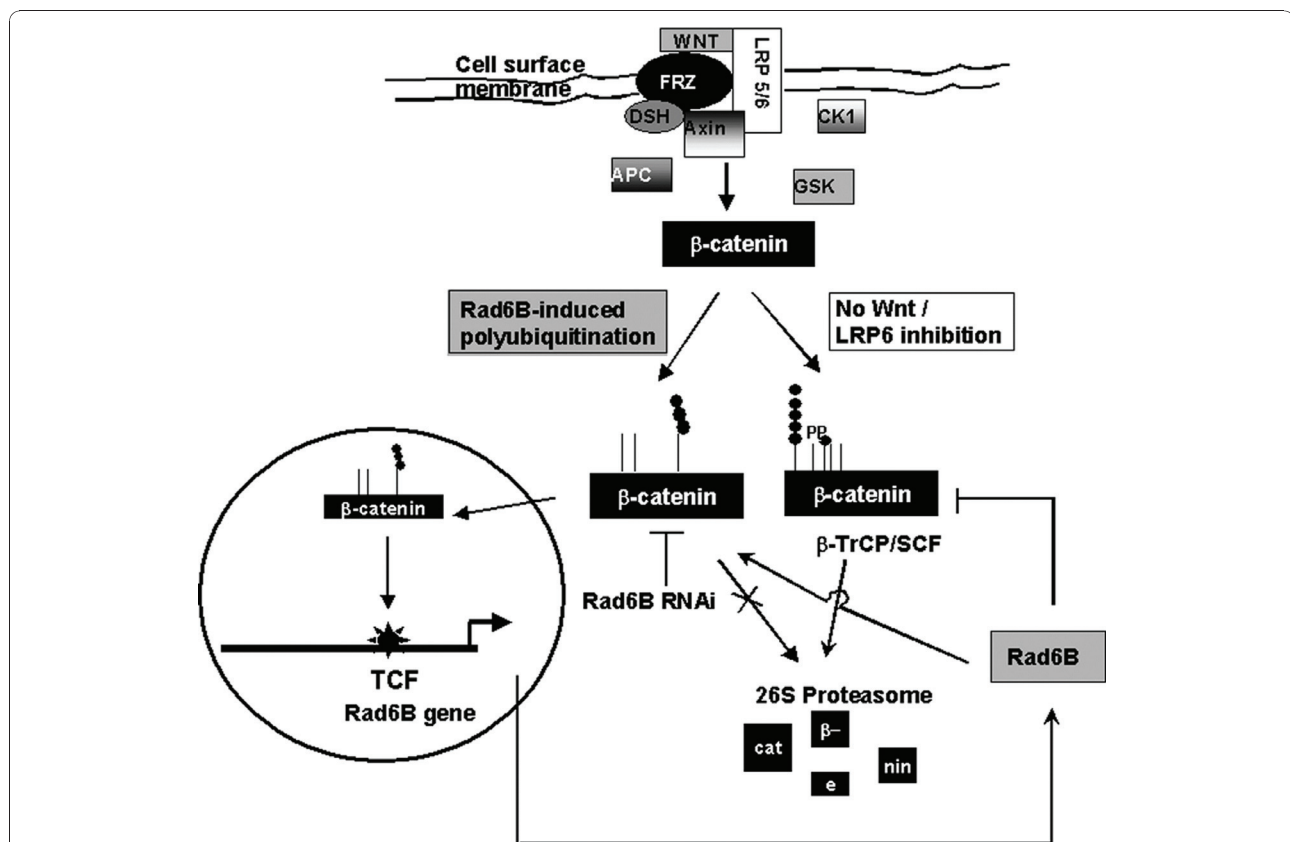 WNT
LRP 5/6
Cell surface
membrane
FRZ
DSH
Axin
CK1
APC
GSK
β-catenin
Rad6B-induced
polyubiquitination
No Wnt /
LRP6 inhibition
PP
β-catenin
β-catenin
β-catenin
β-TrCP/SCF
Rad6B RNAi
Rad6B
TCF
Rad6B gene
26S Proteasome
cat
β–
nin
e